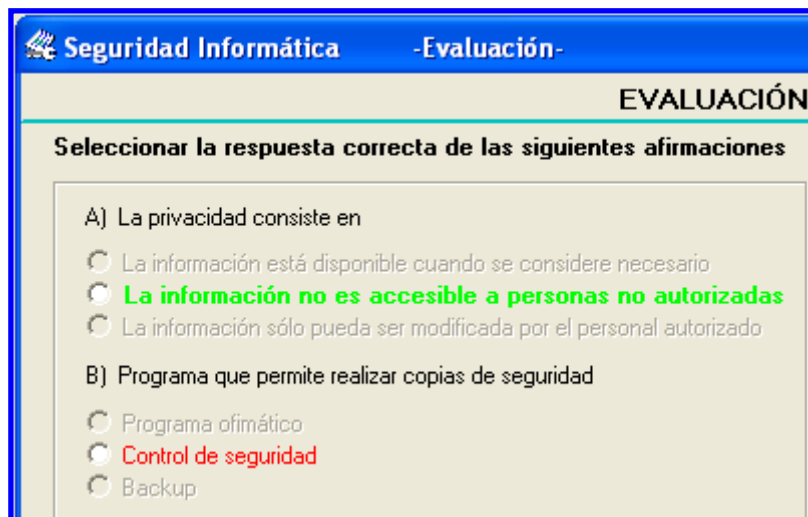 Seguridad Informática -Evaluación-
EVALUACIÓN
Seleccionar la respuesta correcta de las siguientes afirmaciones
A) La privacidad consiste en
La información está disponible cuando se considere necesario
La información no es accesible a personas no autorizadas
La información sólo pueda ser modificada por el personal autorizado
B) Programa que permite realizar copias de seguridad
Programa ofimático
Control de seguridad
Backup